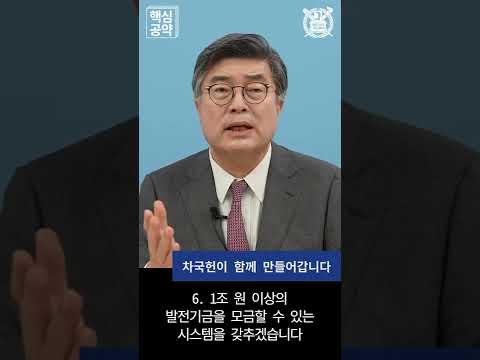 핵심
공약
차국헌이 함께 만들어갑니다
6. 1조 원 이상의
발전기금을 모금할 수 있는
시스템을 갖추겠습니다